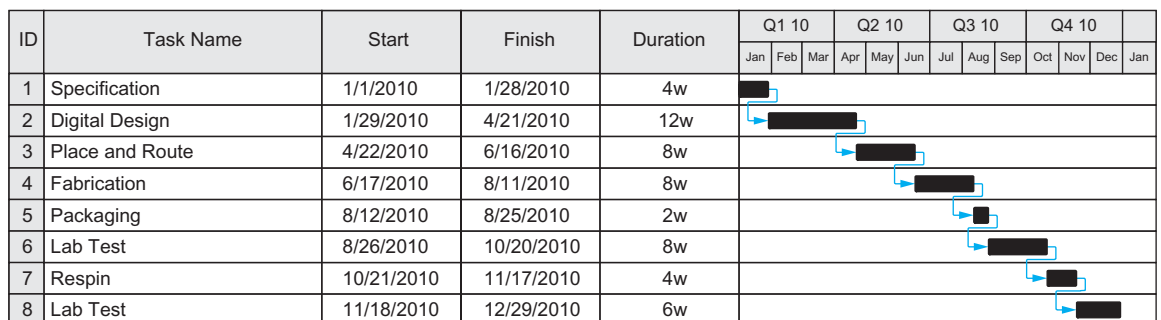 ID Task Name Start Finish Duration Q1 10 Q2 10 Q3 10 Q4 10
Jan Feb Mar Apr May Jun Jul Aug Sep Oct Nov Dec Jan
1 Specification 1/1/2010 1/28/2010 4w
2 Digital Design 1/29/2010 4/21/2010 12w
3 Place and Route 4/22/2010 6/16/2010 8w
4 Fabrication 6/17/2010 8/11/2010 8w
5 Packaging 8/12/2010 8/25/2010 2w
6 Lab Test 8/26/2010 10/20/2010 8w
7 Respin 10/21/2010 11/17/2010 4w
8 Lab Test 11/18/2010 12/29/2010 6w